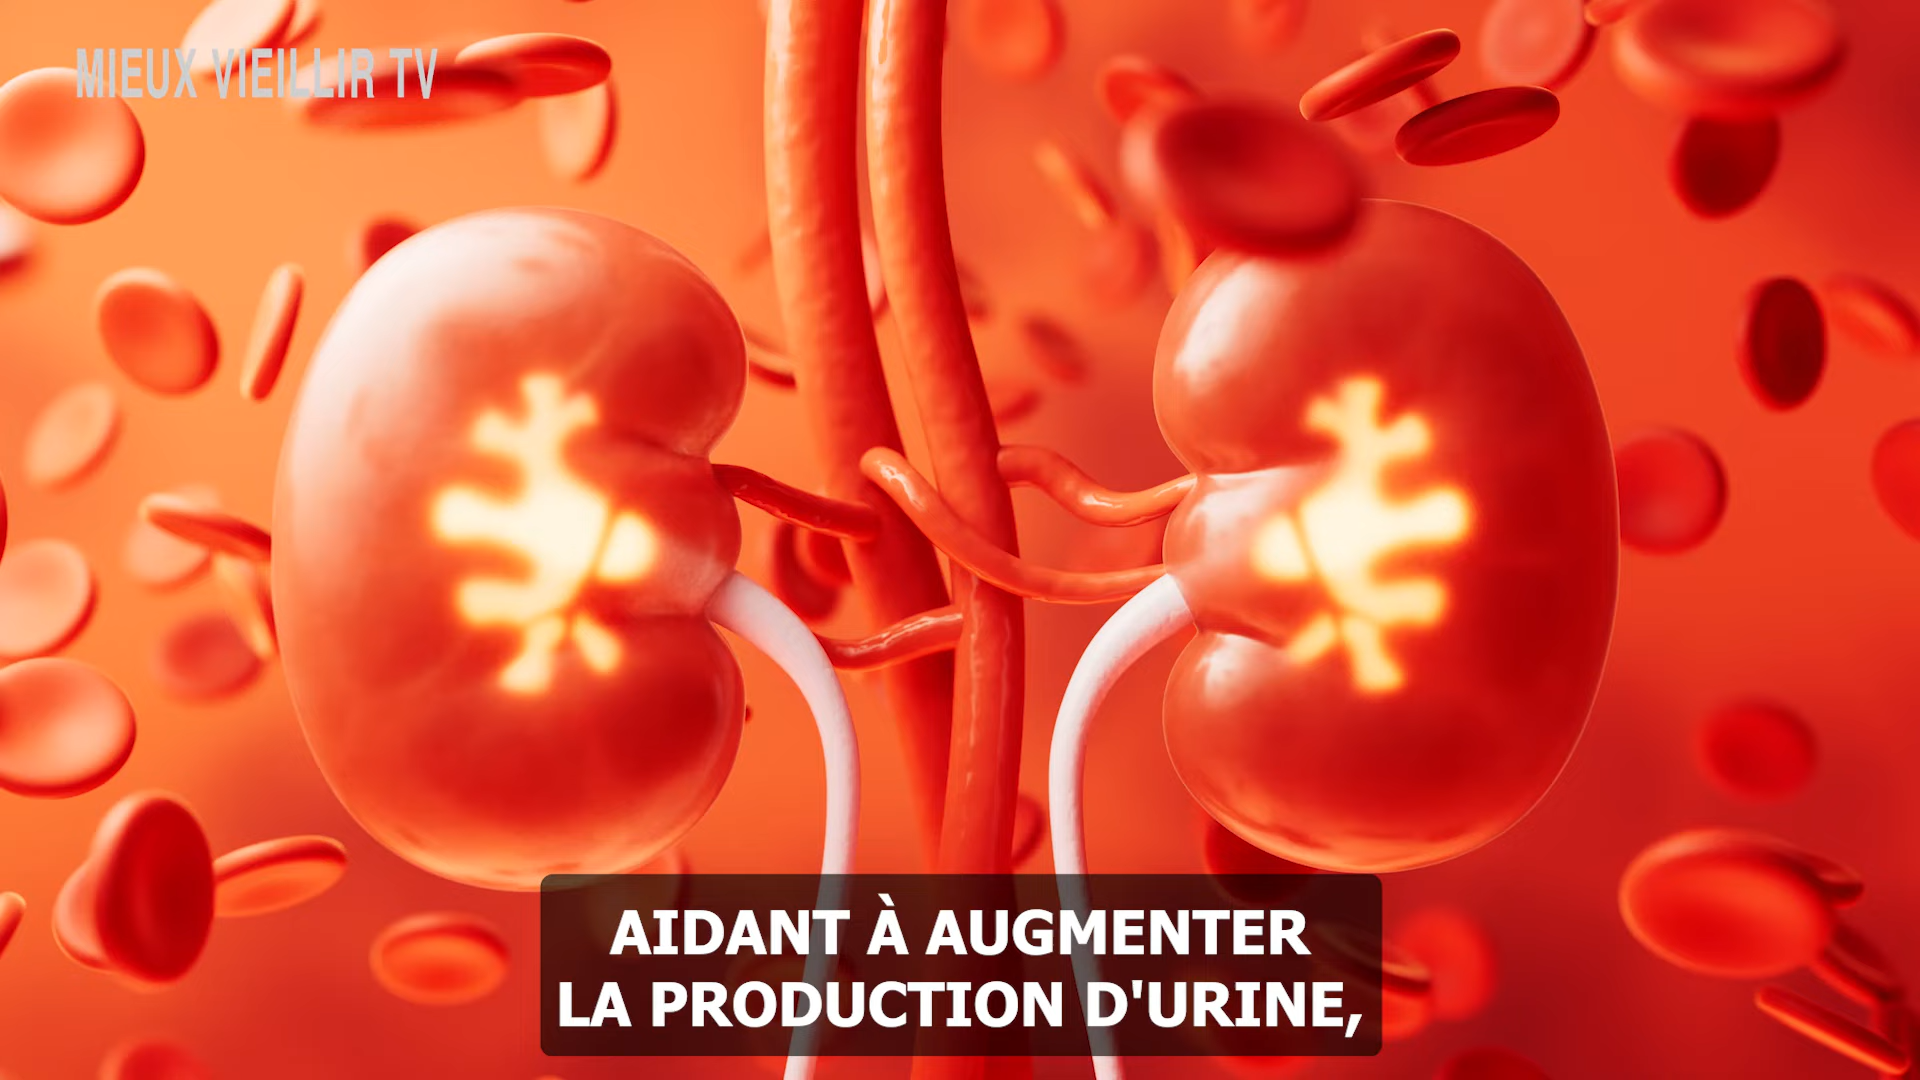 MIEUX VIEILLIR TV
AIDANT À AUGMENTER
LA PRODUCTION D'URINE,